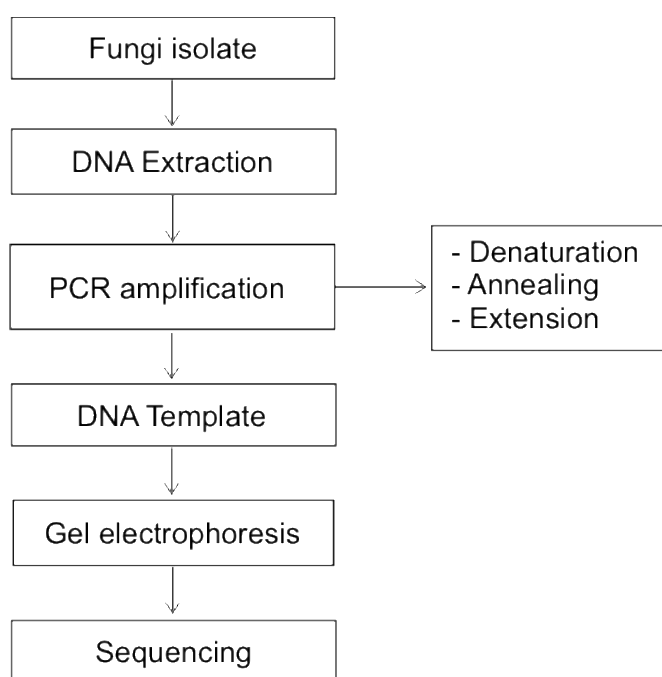 Fungi isolate
DNA Extraction
PCR amplification
- Denaturation
- Annealing
- Extension
DNA Template
Gel electrophoresis
Sequencing